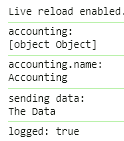 Live reload enabled.
accounting:
[object Object]
accounting.name:
Accounting
sending data:
The Data
logged: true